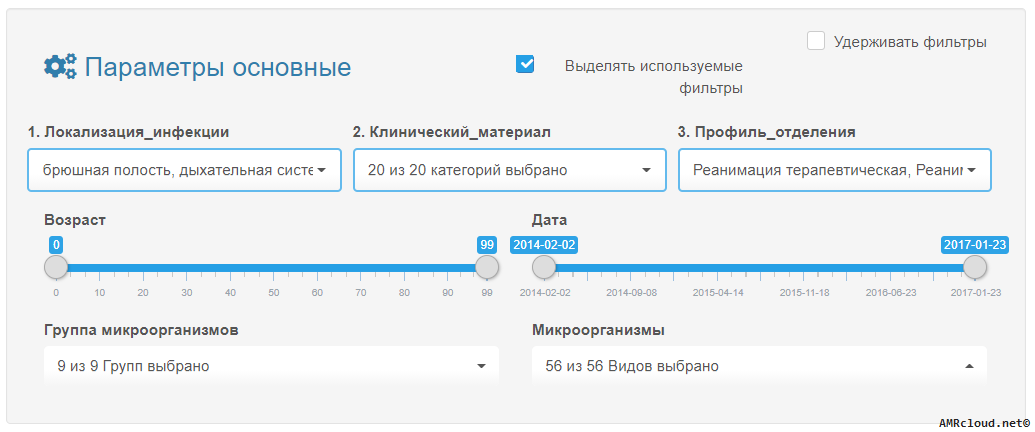 Удерживать фильтры
Параметры основные
Выделять используемые
фильтры
1. Локализация_инфекции 2. Клинический_материал 3. Профиль_отделения
брюшная полость, дыхательная систе 20 из 20 категорий выбрано Реанимация терапевтическая, Реаним
Возраст Дата
0 99 2014-02-02 2017-01-23
0 10 20 30 40 50 60 70 80 90 99 2014-02-02 2014-09-08 2015-04-14 2015-11-18 2016-06-23 2017-01-23
Группа микроорганизмов Микроорганизмы
9 из 9 Групп выбрано 56 из 56 Видов выбрано
AMRcloud.net©